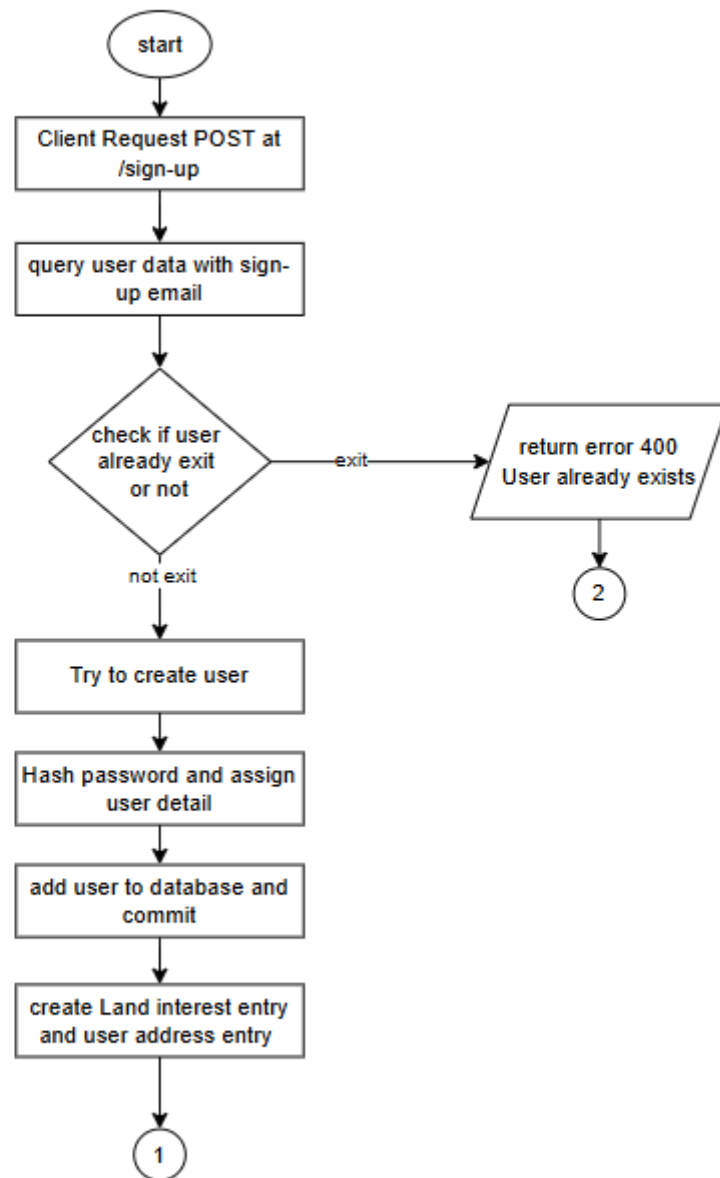 start
Client Request POST at
/sign-up
query user data with sign-
up email
check if user
already exit
or not
exit
return error 400
User already exists
not exit
2
Try to create user
Hash password and assign
user detail
add user to database and
commit
create Land interest entry
and user address entry
1